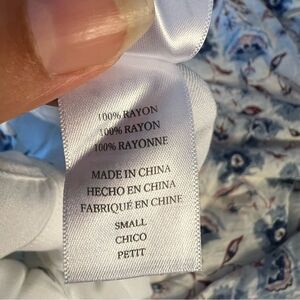 100% RAYON
100% RAYON
100% RAYONNE
MADE IN CHINA
HECHO EN CHINA
FABRIQUÉ EN CHINE
SMALL
CHICO
PETIT